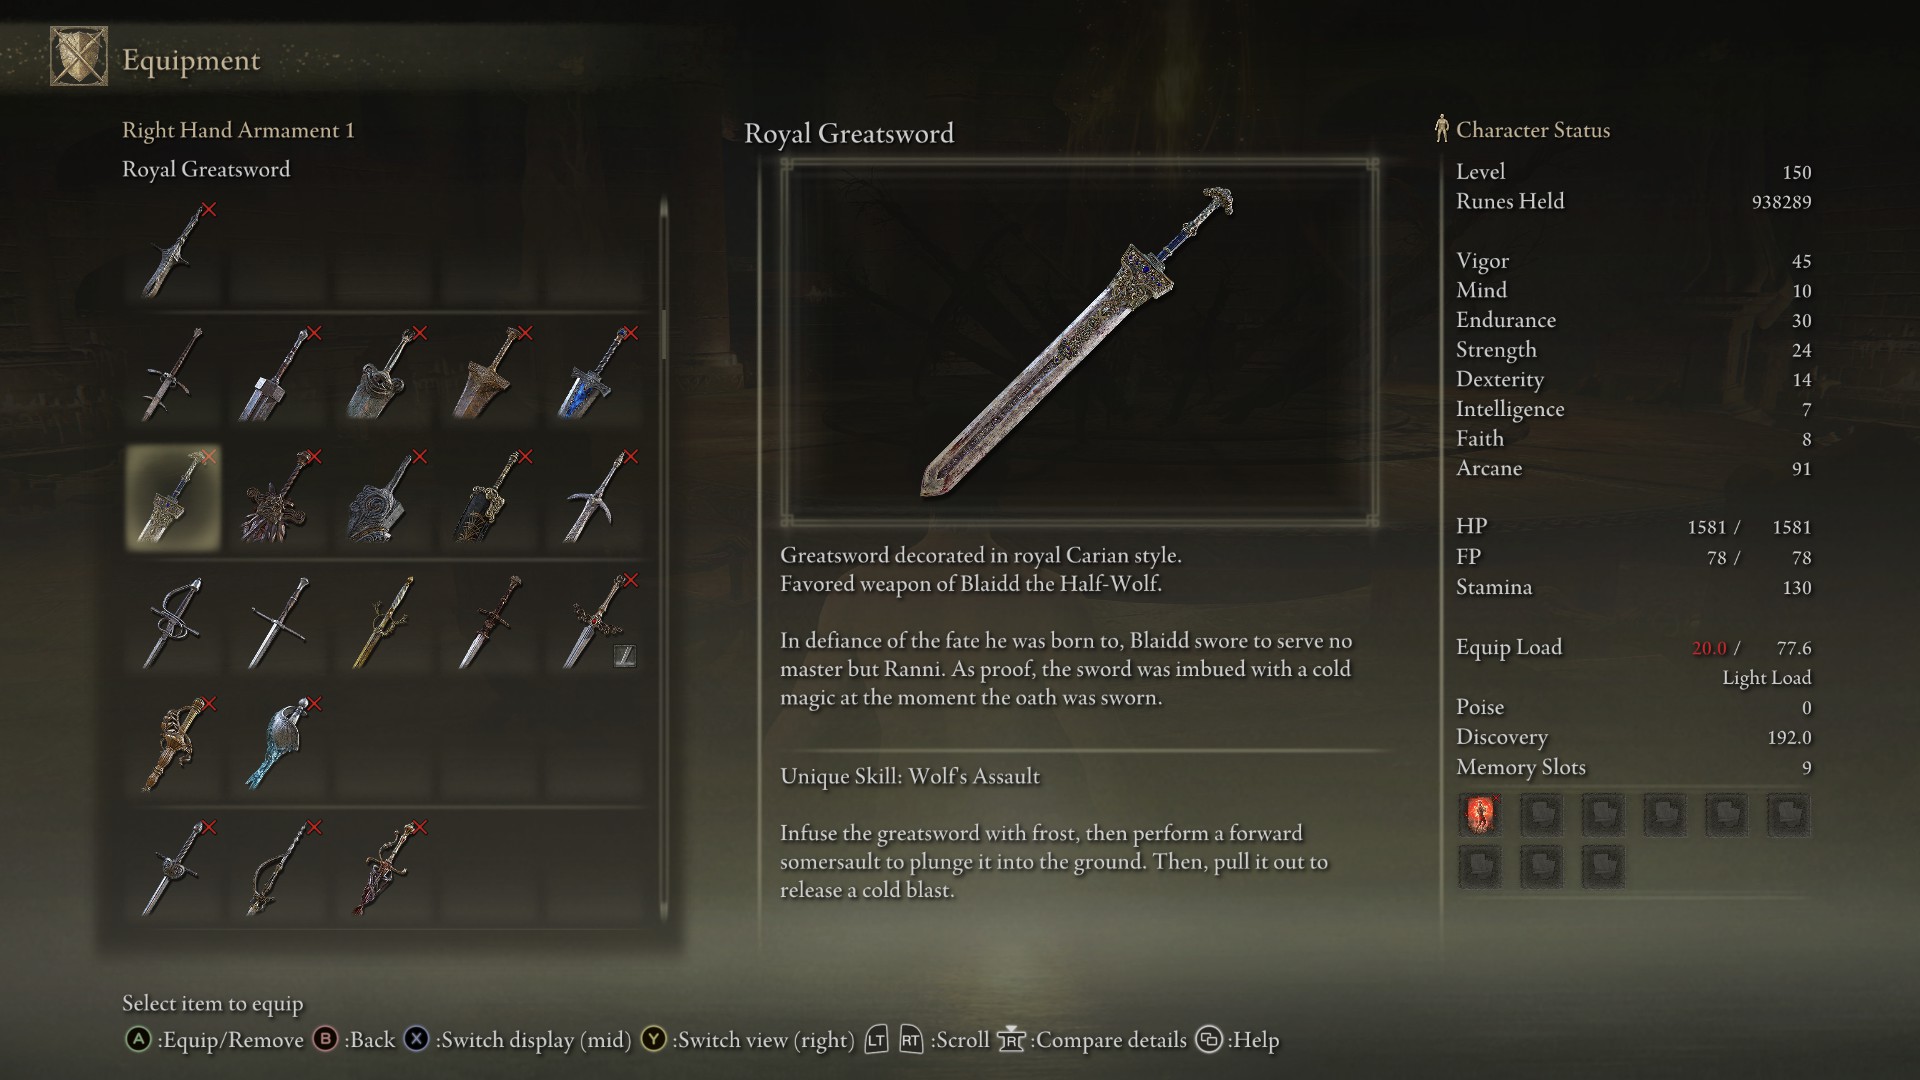 Equipment
Right Hand Armament 1
Royal Greatsword
Royal Greatsword
Greatsword decorated in royal Carian style.
Favored weapon of Blaidd the Half-Wolf.
In defiance of the fate he was born to, Blaidd swore to serve no
master but Ranni. As proof, the sword was imbued with a cold
magic at the moment the oath was sworn.
Unique Skill: Wolf's Assault
Infuse the greatsword with frost, then perform a forward
somersault to plunge it into the ground. Then, pull it out to
release a cold blast.
Character Status
Level 150
Runes Held 938289
Vigor 45
Mind 10
Endurance 30
Strength 24
Dexterity 14
Intelligence 7
Faith 8
Arcane 91
HP 1581 / 1581
FP 78 / 78
Stamina 130
Equip Load 20.0 / 77.6
Light Load
Poise 0
Discovery 192.0
Memory Slots 9
Select item to equip
A :Equip/Remove B :Back X :Switch display (mid) Y :Switch view (right) LT RT :Scroll R :Compare details :Help